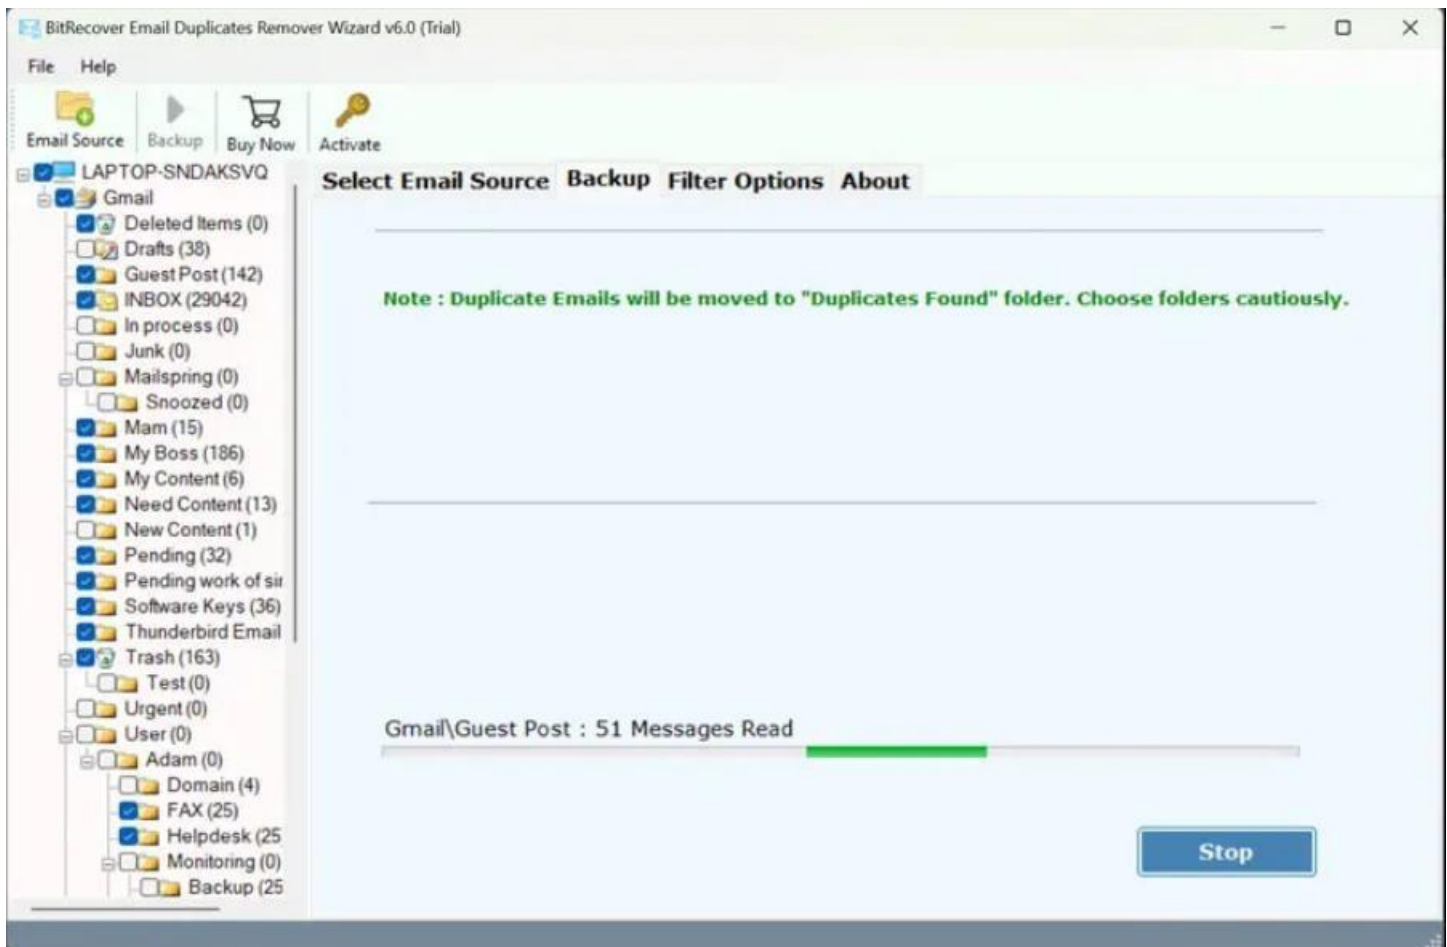 BitRecover Email Duplicates Remover Wizard v6.0 (Trial)
File Help
Email Source Backup Buy Now Activate
LAPTOP-SNDAKSVQ
Gmail
Deleted Items (0)
Drafts (38)
Guest Post (142)
INBOX (29042)
In process (0)
Junk (0)
Mailspring (0)
Snoozed (0)
Mam (15)
My Boss (186)
My Content (6)
Need Content (13)
New Content (1)
Pending (32)
Pending work of sir
Software Keys (36)
Thunderbird Email
Trash (163)
Test (0)
Urgent (0)
User (0)
Adam (0)
Domain (4)
FAX (25)
Helpdesk (25
Monitoring (0)
Backup (25
Select Email Source Backup Filter Options About
Note : Duplicate Emails will be moved to "Duplicates Found" folder. Choose folders cautiously.
Gmail\Guest Post : 51 Messages Read
Stop